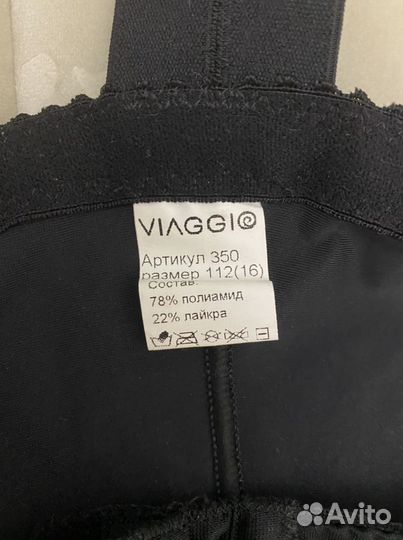 VIAGGIO
Артикул 350
размер 112(16)
Состав:
78% полиамид
22% лайкра
Avito